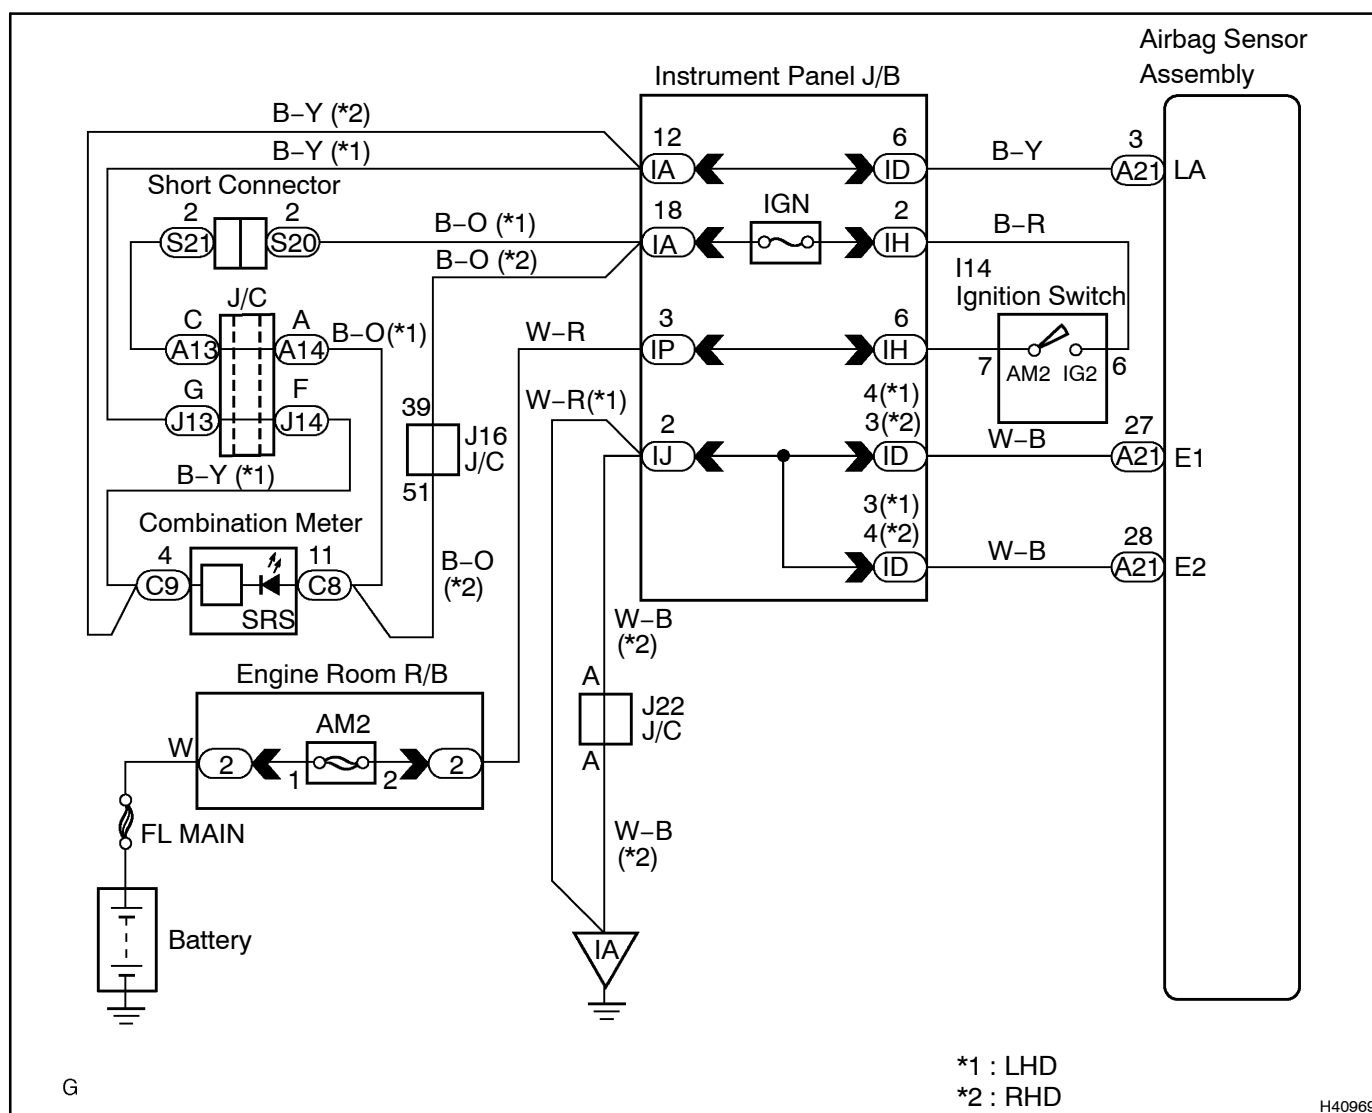 Airbag Sensor
Assembly
Instrument Panel J/B
B–Y (*2)
12
6
3
B–Y (*1)
IA
ID
B–Y
A21
LA
Short Connector
2
2
18
IGN
2
B–R
S21
S20
B–O (*1)
IA
IH
B–O (*2)
I14
Ignition Switch
J/C
C
A
B–O(*1)
W–R
3
6
A13
A14
IP
IH
7
AM2
IG2
6
G
F
W–R(*1)
4(*1)
39
3(*2)
27
J13
J14
J16
J/C
2
W–B
IJ
ID
A21
E1
B–Y (*1)
51
3(*1)
Combination Meter
4(*2)
28
4
11
B–O
(*2)
W–B
C9
C8
ID
A21
E2
SRS
W–B
(*2)
Engine Room R/B
A
J22
J/C
AM2
W
2
1
2
2
A
FL MAIN
W–B
(*2)
Battery
IA
*1 : LHD
*2 : RHD
G
H40969